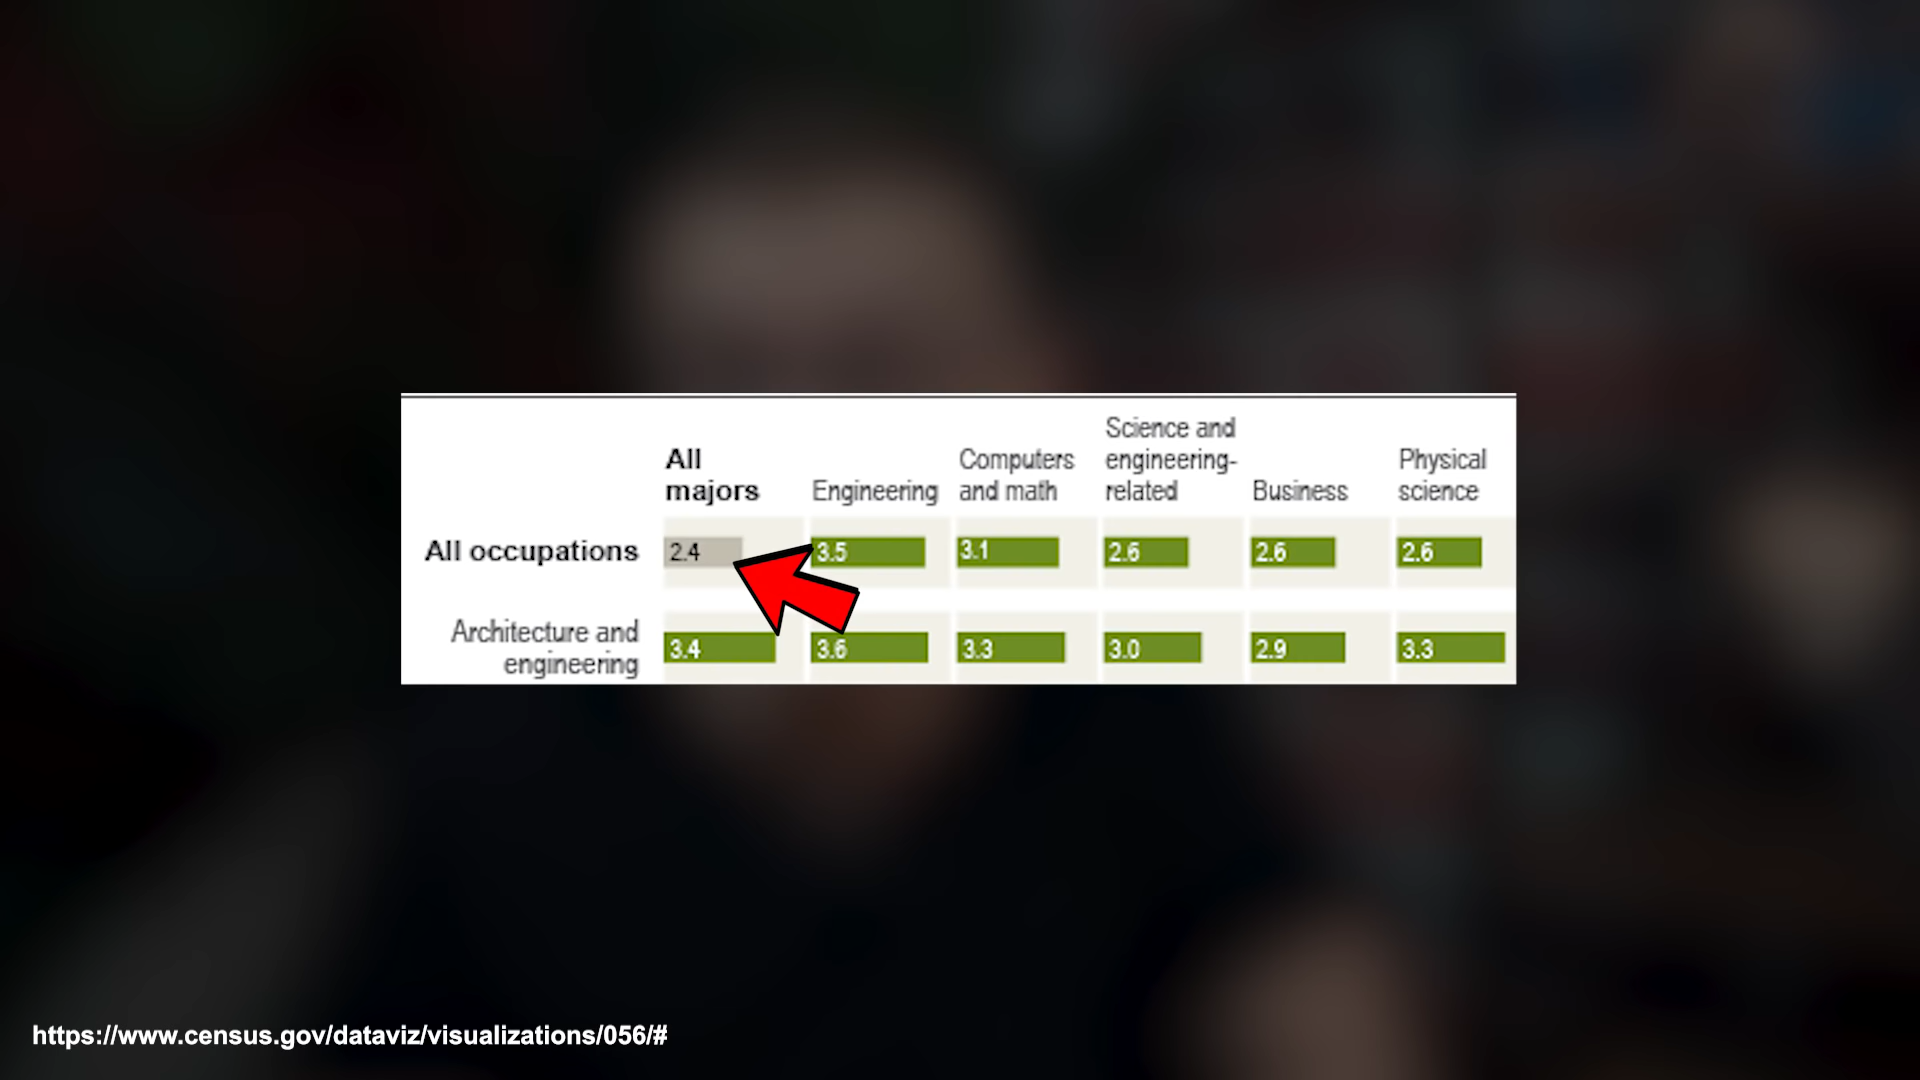 All majors
Engineering
Computers and math
Science and engineering-related
Business
Physical science
All occupations
2.4
3.5
3.1
2.6
2.6
2.6
Architecture and engineering
3.4
3.6
3.3
3.0
2.9
3.3
https://www.census.gov/dataviz/visualizations/056/#